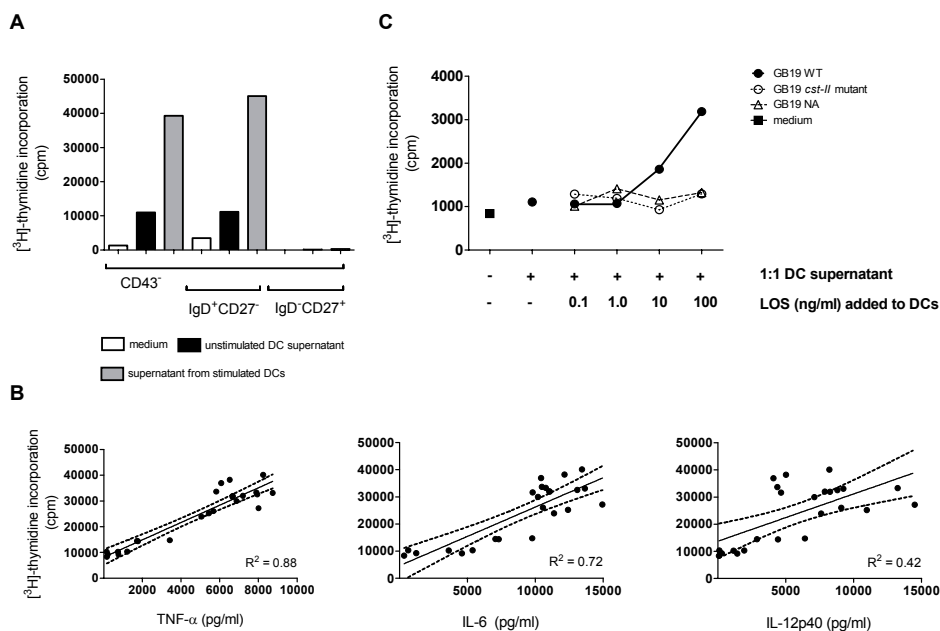 A
[³H]-thymidine incorporation
(cpm)
50000
40000
30000
20000
10000
0
CD43⁻
IgD⁺CD27⁻
IgD⁻CD27⁺
medium
unstimulated DC supernatant
supernatant from stimulated DCs
C
[³H]-thymidine incorporation
(cpm)
4000
3000
2000
1000
0
GB19 WT
GB19 cst-II mutant
GB19 NA
medium
- + + + + + 1:1 DC supernatant
- - 0.1 1.0 10 100 LOS (ng/ml) added to DCs
B
[³H]-thymidine incorporation
(cpm)
50000
40000
30000
20000
10000
0
R² = 0.88
0 2000 4000 6000 8000 10000
TNF-α (pg/ml)
50000
40000
30000
20000
10000
0
R² = 0.72
5000 10000 15000
IL-6 (pg/ml)
50000
40000
30000
20000
10000
0
R² = 0.42
5000 10000 15000
IL-12p40 (pg/ml)